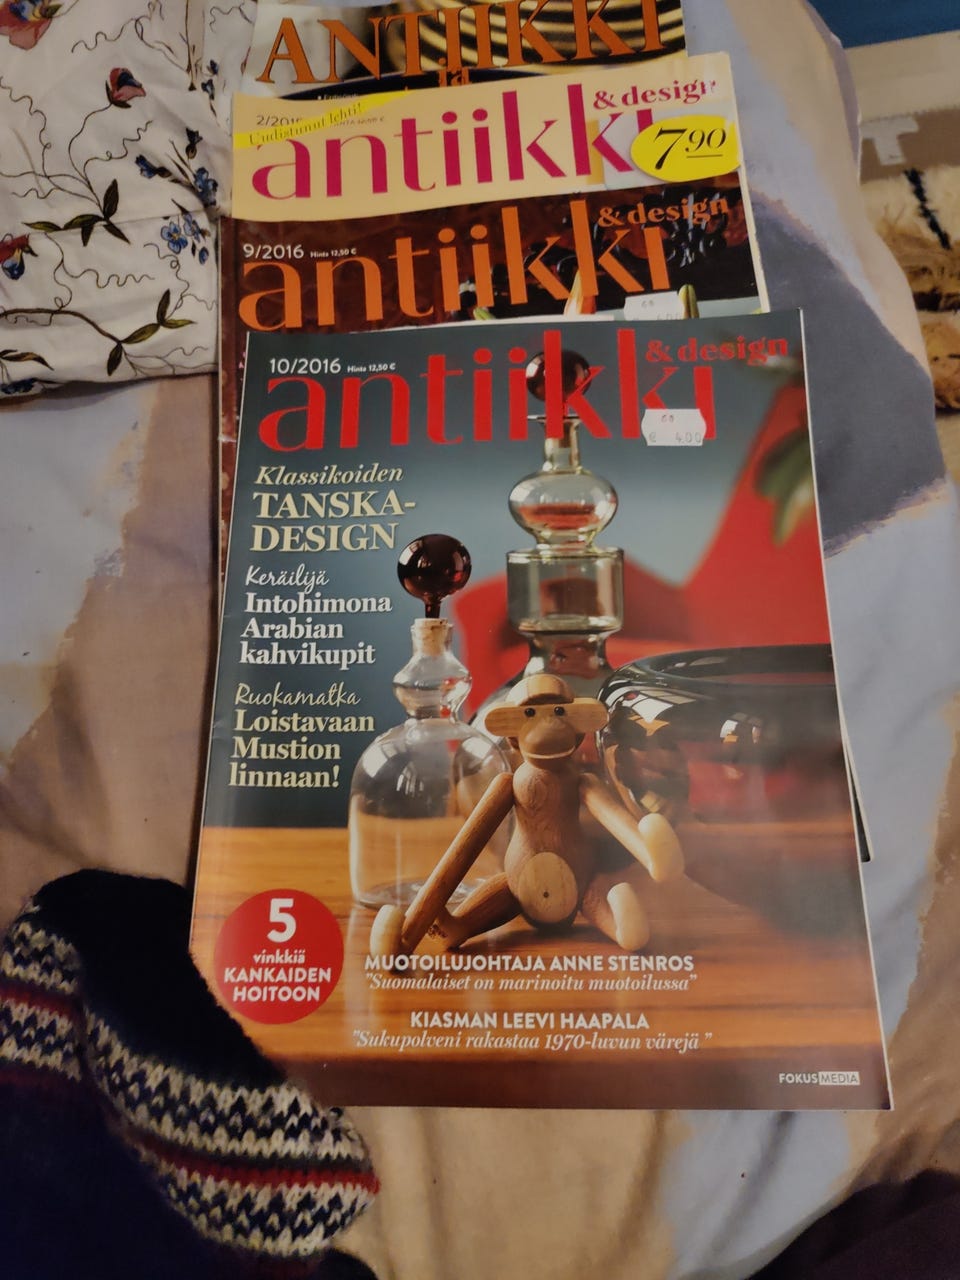 ANTIIKKI
ja
2/2016
Uudistunut lehti!
antiikki
& design
7,90
9/2016 Hinta 12,50 €
antiikki
& design
10/2016 Hinta 12,50 €
antiikki
& design
68
€ 4.00
Klassikoiden
TANSKA-
DESIGN
Keräilijä
Intohimona
Arabian
kahvikupit
Ruokamatka
Loistavaan
Mustion
linnaan!
5
vinkkiä
KANKAIDEN
HOITOON
MUOTOILUJOHTAJA ANNE STENROS
"Suomalaiset on marinoitu muotoilussa"
KIASMAN LEEVI HAAPALA
"Sukupolveni rakastaa 1970-luvun värejä"
FOKUS MEDIA